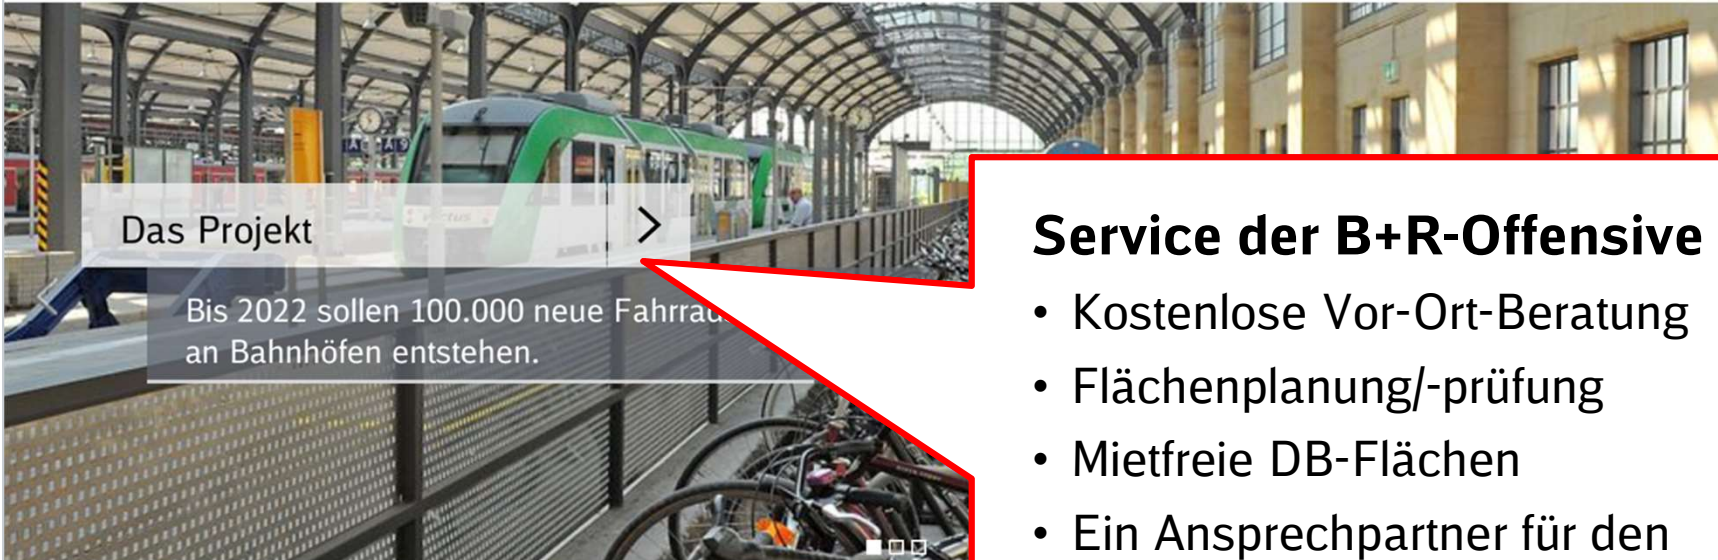 Das Projekt
Bis 2022 sollen 100.000 neue
an Bahnhöfen entstehen.
Service der B+R-Offensive
• Kostenlose Vor-Ort-Beratung
• Flächenplanung/-prüfung
• Mietfreie DB-Flächen
• Ein Ansprechpartner für den